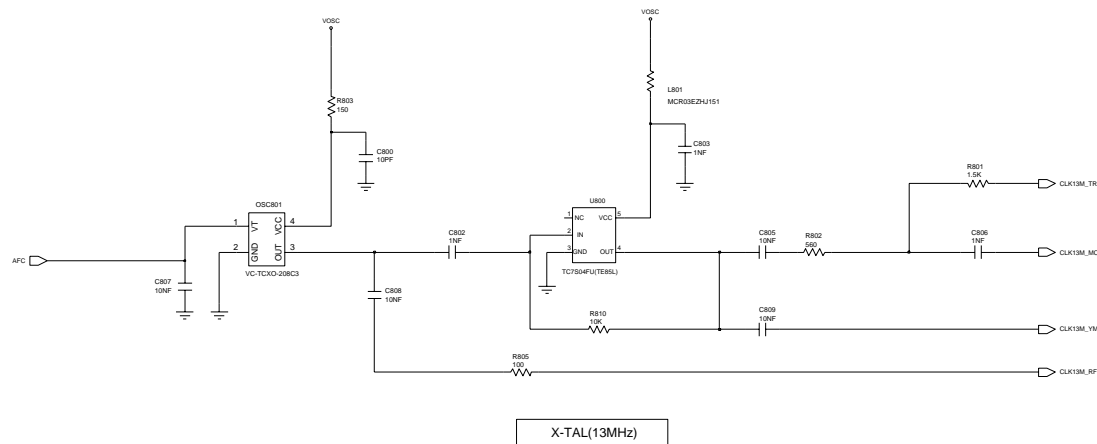 VOSC
VOSC
R803
150
L801
MCR03EZHJ151
C800
10PF
C803
1NF
R801
1.5K
CLK13M_TR
OSC801
1
VT
VCC
4
2
GND
OUT
3
VC-TCXO-208C3
AFC
C807
10NF
C802
1NF
C808
10NF
U800
1
NC
VCC
5
2
IN
3
GND
OUT
4
TC7S04FU(TE85L)
C805
10NF
R802
560
C806
1NF
CLK13M_MC
R810
10K
C809
10NF
CLK13M_YM
R805
100
CLK13M_RF
X-TAL(13MHz)